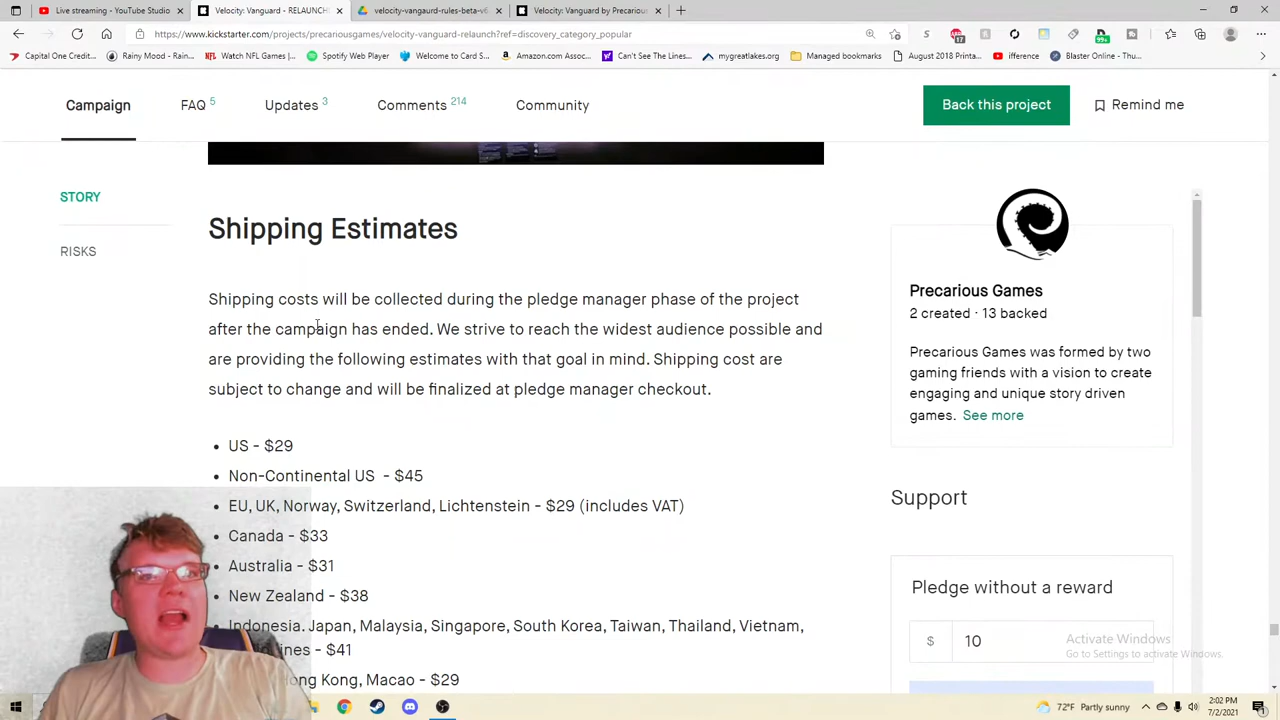 Live streaming - YouTube Studio
Velocity: Vanguard - RELAUNCH!
velocity-vangaurd-rules-beta-v6.
Velocity: Vanguard by Precariou
https://www.kickstarter.com/projects/precariousgames/velocity-vanguard-relaunch?ref=discovery_category_popular
17
99+
Capital One Credit...
Rainy Mood - Rain...
Watch NFL Games |...
Spotify Web Player
Welcome to Card S...
Amazon.com Assoc...
Can't See The Lines...
mygreatlakes.org
Managed bookmarks
August 2018 Printa...
ifference
Blaster Online - Thu...
Campaign
FAQ 5
Updates 3
Comments 214
Community
Back this project
Remind me
STORY
RISKS
Shipping Estimates
Shipping costs will be collected during the pledge manager phase of the project
after the campaign has ended. We strive to reach the widest audience possible and
are providing the following estimates with that goal in mind. Shipping cost are
subject to change and will be finalized at pledge manager checkout.
• US - $29
• Non-Continental US - $45
• EU, UK, Norway, Switzerland, Lichtenstein - $29 (includes VAT)
• Canada - $33
• Australia - $31
• New Zealand - $38
Indonesia. Japan, Malaysia, Singapore, South Korea, Taiwan, Thailand, Vietnam,
- $41
Kong, Macao - $29
Precarious Games
2 created · 13 backed
Precarious Games was formed by two
gaming friends with a vision to create
engaging and unique story driven
games. See more
Support
Pledge without a reward
$ 10
Activate Windows
Go to Settings to activate Windows.
72°F Partly sunny
2:02 PM
7/2/2021